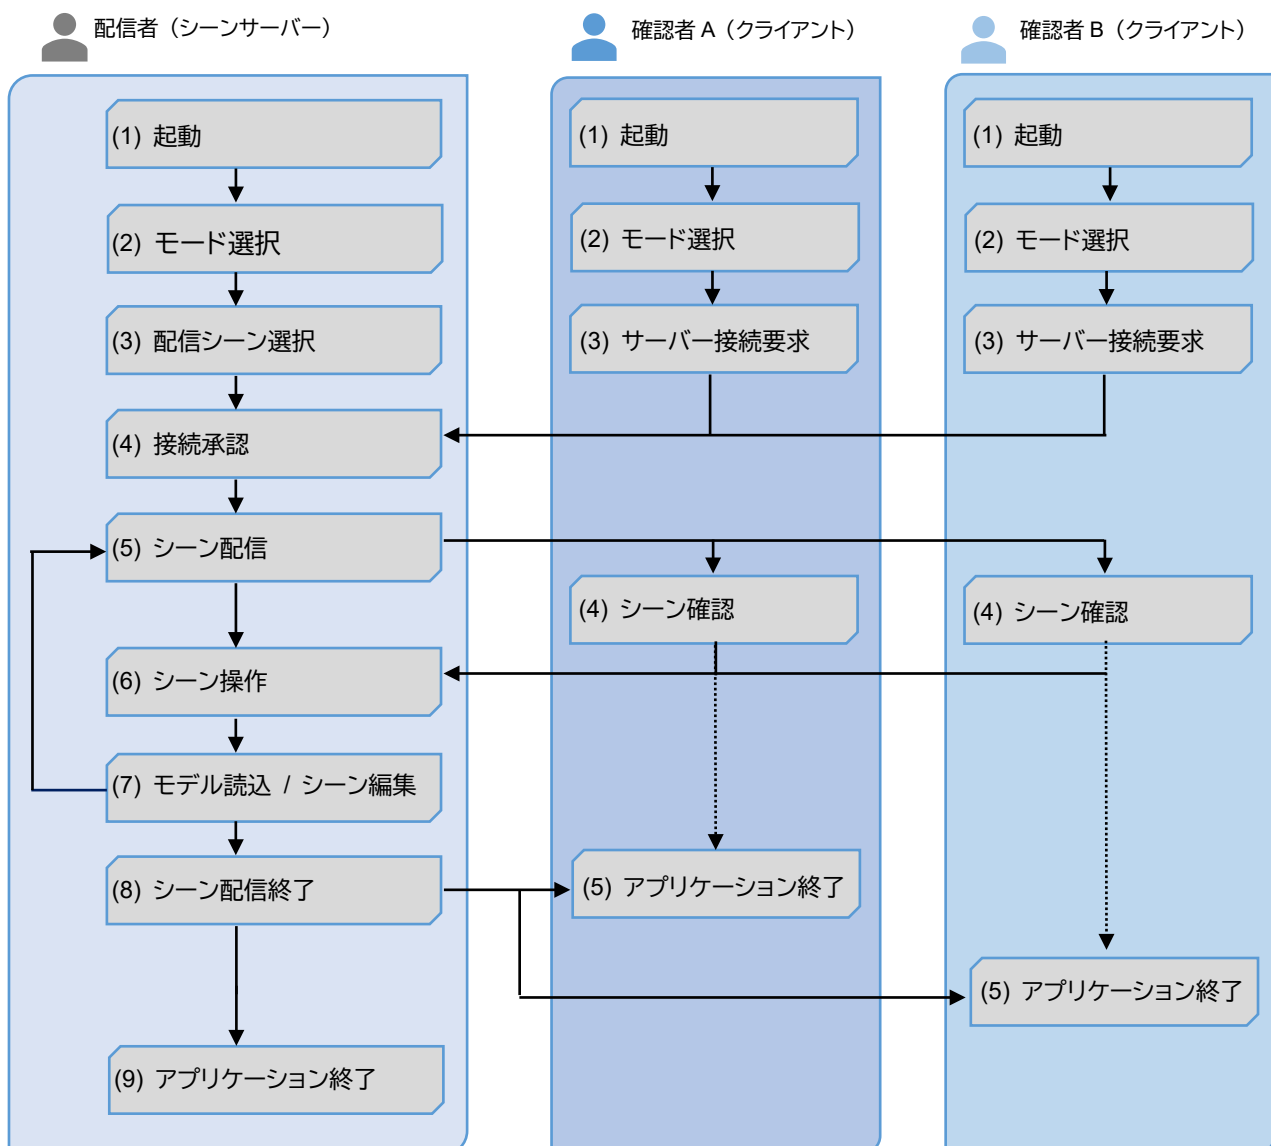 配信者（シーンサーバー）
(1) 起動
(2) モード選択
(3) 配信シーン選択
(4) 接続承認
(5) シーン配信
(6) シーン操作
(7) モデル読込 / シーン編集
(8) シーン配信終了
(9) アプリケーション終了
確認者 A（クライアント）
(1) 起動
(2) モード選択
(3) サーバー接続要求
(4) シーン確認
(5) アプリケーション終了
確認者 B（クライアント）
(1) 起動
(2) モード選択
(3) サーバー接続要求
(4) シーン確認
(5) アプリケーション終了